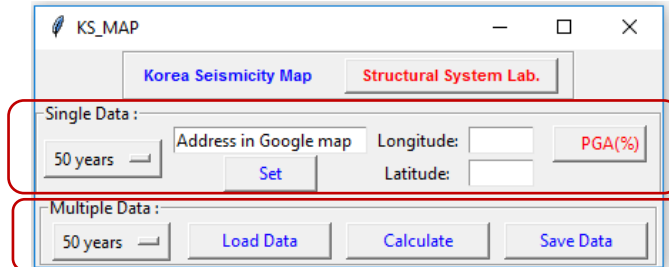 KS_MAP
Korea Seismicity Map Structural System Lab.
Single Data :
50 years Address in Google map Longitude: PGA(%)
Set Latitude:
Multiple Data :
50 years Load Data Calculate Save Data